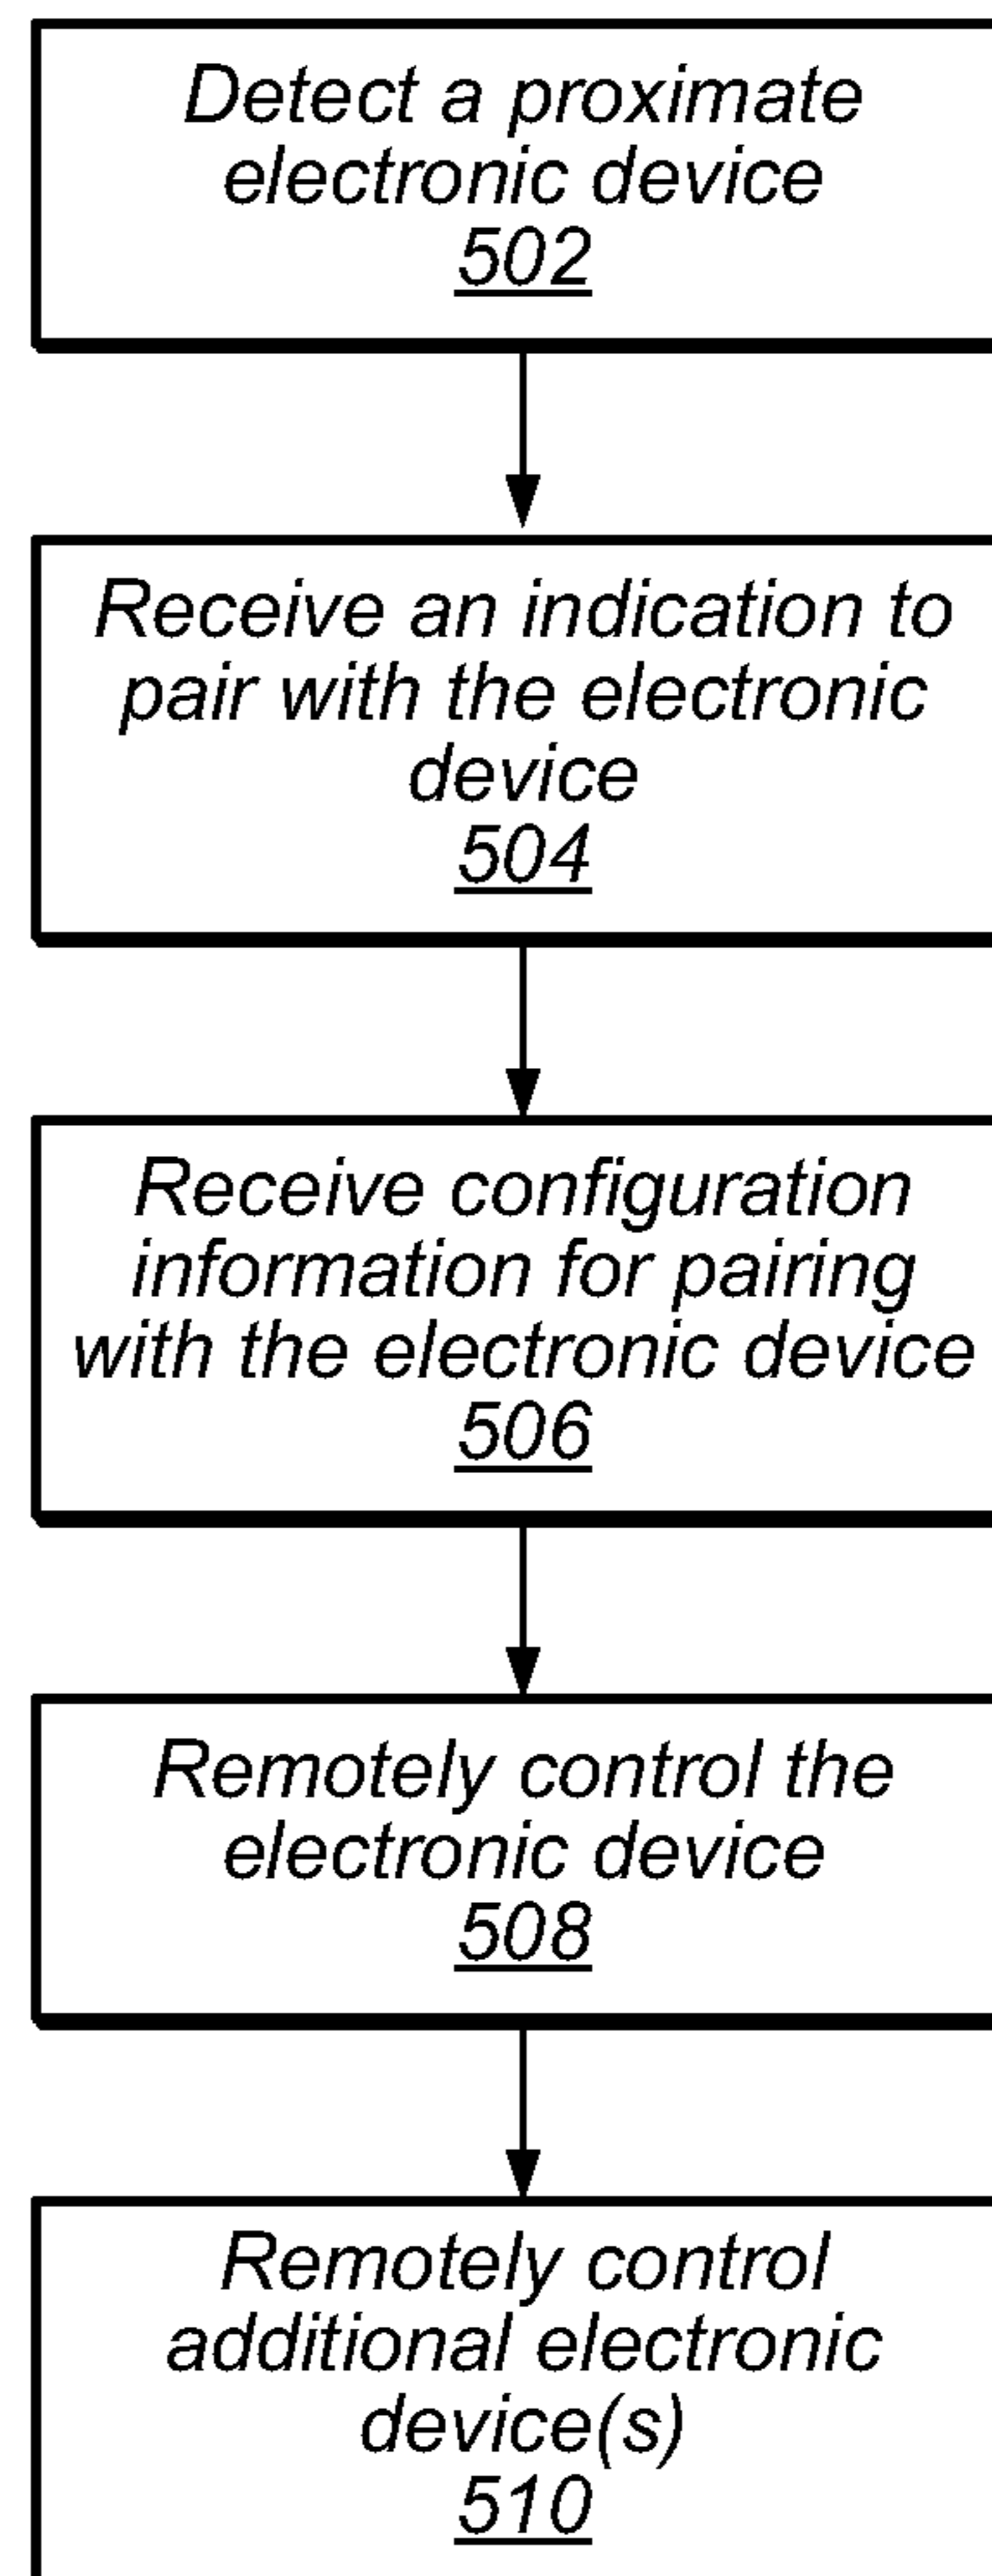 Detect a proximate
electronic device
502
Receive an indication to
pair with the electronic
device
504
Receive configuration
information for pairing
with the electronic device
506
Remotely control the
electronic device
508
Remotely control
additional electronic
device(s)
510